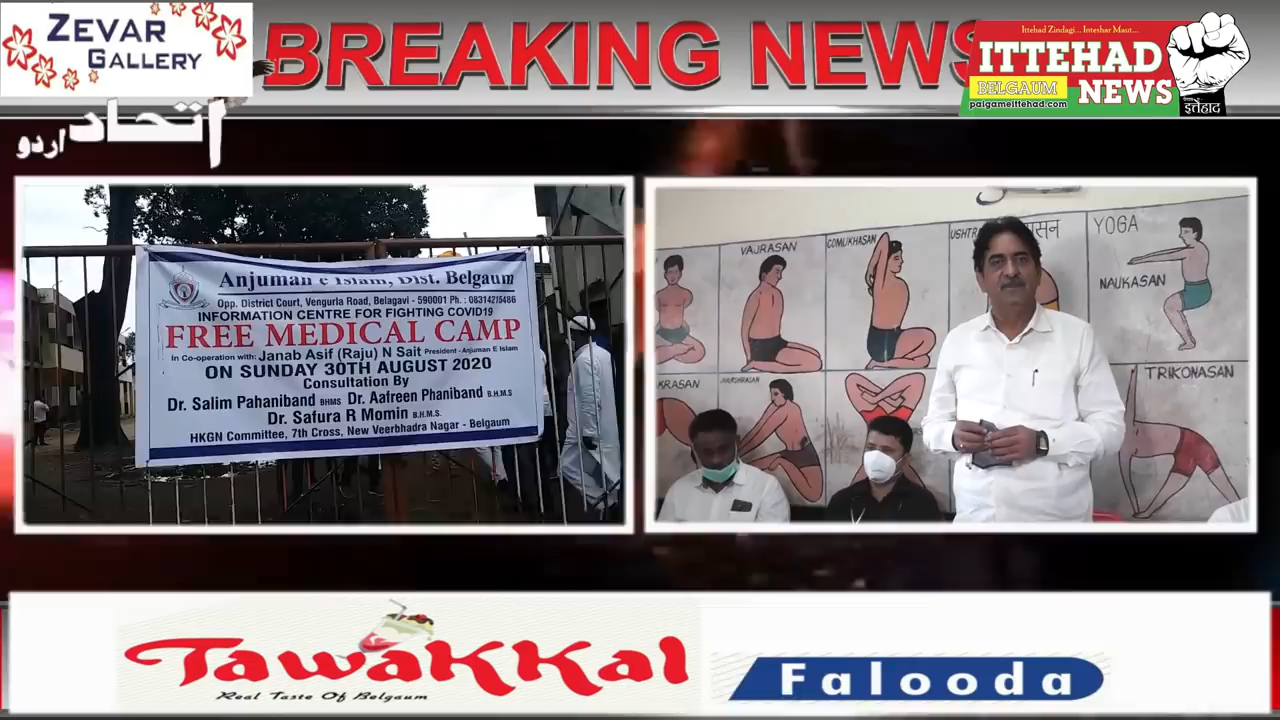 ZEVAR
GALLERY
BREAKING NEWS
Ittehad Zindagi... Inteshar Maut...
ITTEHAD
BELGAUM
NEWS
paigameittehad.com
इत्तेहाद
اتحاد
اردو
Anjuman e Islam, Dist. Belgaum
Opp. District Court, Vengurla Road, Belagavi - 590001 Ph. : 08314215486
INFORMATION CENTRE FOR FIGHTING COVID19
FREE MEDICAL CAMP
In Co-operation with: Janab Asif (Raju) N Sait President - Anjuman E Islam
ON SUNDAY 30TH AUGUST 2020
Consultation By
Dr. Salim Pahaniband BHMS Dr. Aafreen Phaniband B.H.M.S
Dr. Safura R Momin B.H.M.S.
HKGN Committee, 7th Cross, New Veerbhadra Nagar - Belgaum
VAJRASAN
GOMUKHASAN
USHTR
सन
YOGA
NAUKASAN
KRASAN
TRIKONASAN
Tawakkal
Real Taste Of Belgaum
Falooda